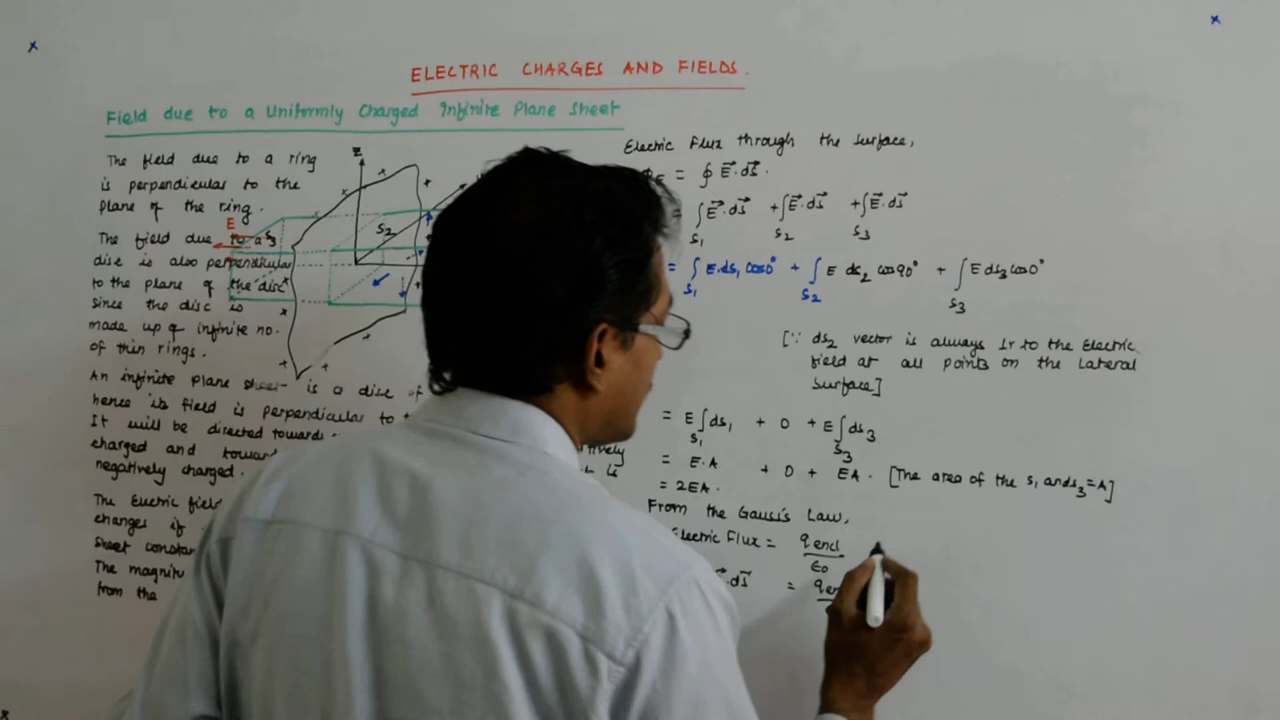 ELECTRIC CHARGES AND FIELDS.
Field due to a Uniformly Charged Infinite Plane Sheet
The field due to a ring
is perpendicular to the
plane of the ring.
The field due to a
disc is also perpendicular
to the plane of the disc
since the disc is
made up of infinite no.
of thin rings.
An infinite plane sheet is a disc of
hence its field is perpendicular to
It will be directed towards
charged and
negatively charged.
The Electric
changes if
sheet
The
from the
Z
E
S3
S2
Electric Flux through the surface,
= ∮ E⃗.ds⃗.
∫E⃗.ds⃗ + ∫E⃗.ds⃗ + ∫E⃗.ds⃗
S1 S2 S3
= ∫ E.ds1 cos0° + ∫ E ds2 cos90° + ∫ E ds3 cos0°
S1 S2 S3
[∵ ds2 vector is always ⊥r to the Electric
field at all points on the Lateral
Surface]
= E∫ds1 + 0 + E∫ds3
S1 S3
= E.A + 0 + EA. [The area of the S1 and S3 = A]
= 2EA.
From the Gauss's Law,
Electric Flux = q encl
ε0
.ds⃗ =